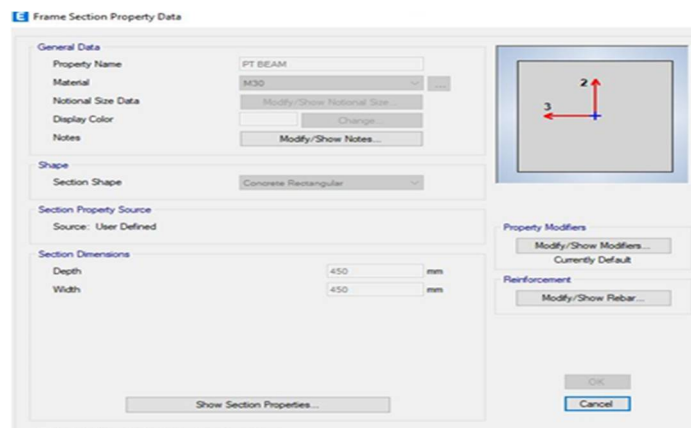 E Frame Section Property Data
General Data
Property Name PT BEAM
Material M30 ...
Notional Size Data Modify/Show Notional Size...
Display Color Change...
Notes Modify/Show Notes...
Shape
Section Shape Concrete Rectangular
Section Property Source
Source: User Defined
Section Dimensions
Depth 450 mm
Width 450 mm
Show Section Properties...
2
3
Property Modifiers
Modify/Show Modifiers...
Currently Default
Reinforcement
Modify/Show Rebar...
OK
Cancel